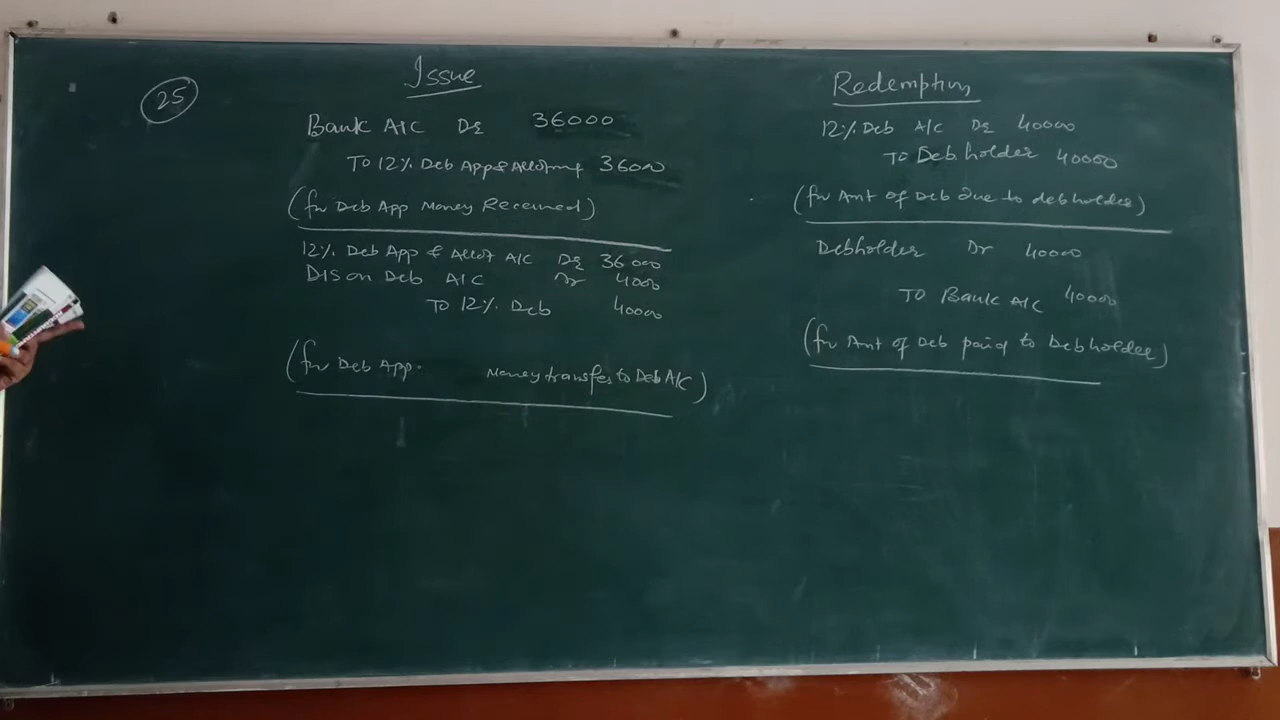 25
Issue
Bank A/C Dr 36000
To 12% Deb App & Allotment 36000
(for Deb App Money Received)
12% Deb App & Allot A/C Dr 36000
DIS on Deb A/C Dr 4000
To 12% Deb 40000
(for Deb App. Money transfer to Deb A/C)
Redemption
12% Deb A/C Dr 40000
To Debholder 40000
(for Amt of Deb due to debholder)
Debholder Dr 40000
To Bank A/C 40000
(for Amt of Deb paid to Debholder)